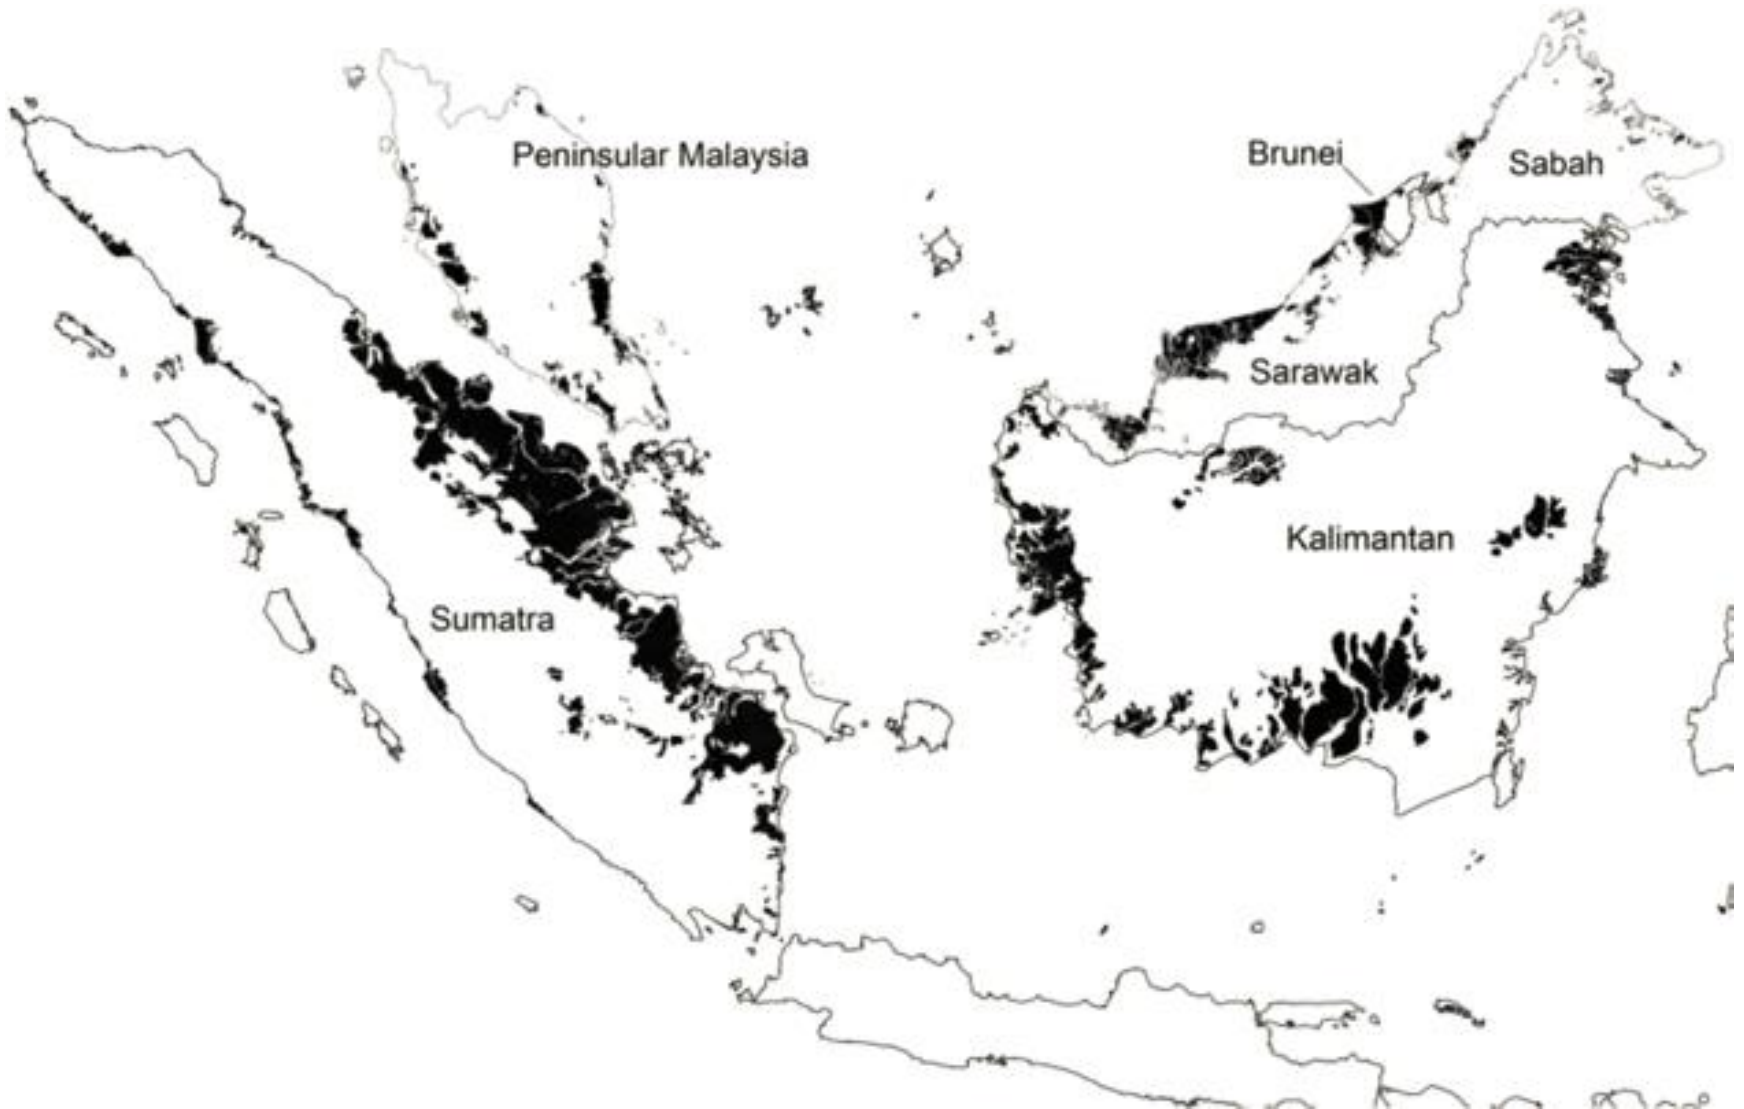 Peninsular Malaysia
Brunei
Sabah
Sarawak
Kalimantan
Sumatra